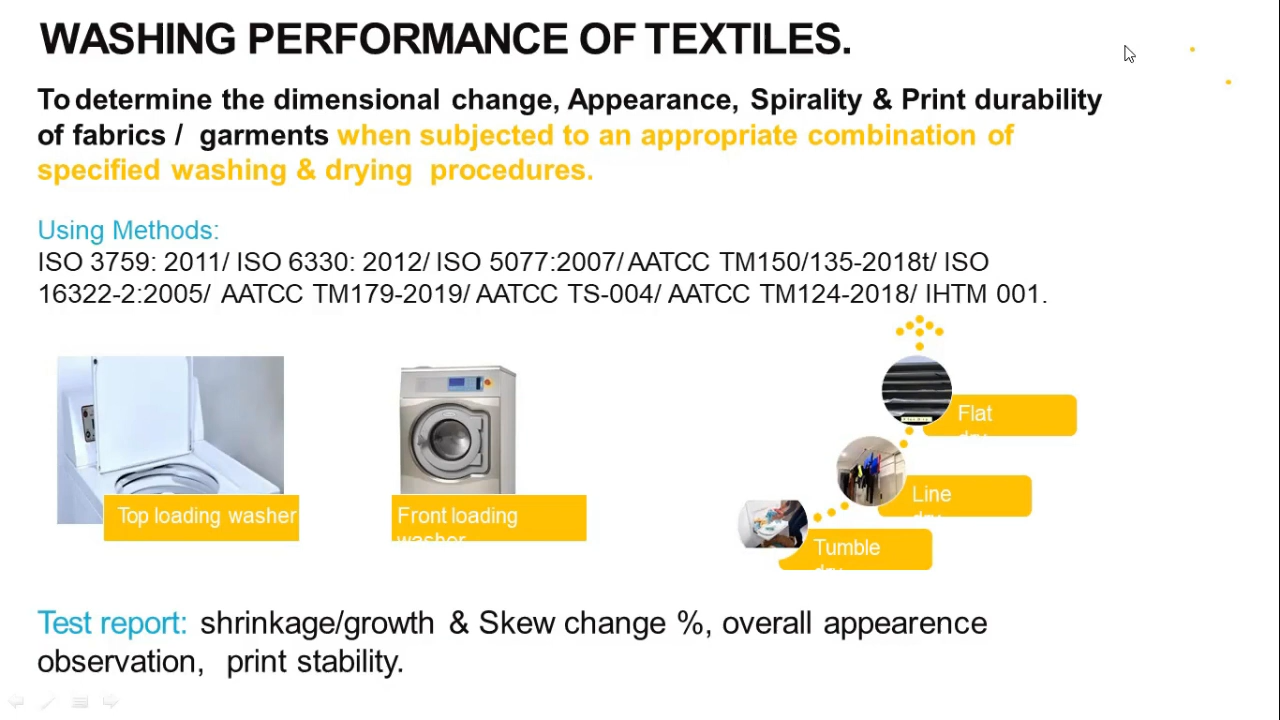 WASHING PERFORMANCE OF TEXTILES.
To determine the dimensional change, Appearance, Spirality & Print durability
of fabrics / garments when subjected to an appropriate combination of
specified washing & drying procedures.
Using Methods:
ISO 3759: 2011/ ISO 6330: 2012/ ISO 5077:2007/ AATCC TM150/135-2018t/ ISO
16322-2:2005/ AATCC TM179-2019/ AATCC TS-004/ AATCC TM124-2018/ IHTM 001.
Flat
dry
Line
dry
Top loading washer
Front loading
washer
Tumble
dry
Test report: shrinkage/growth & Skew change %, overall appearence
observation, print stability.